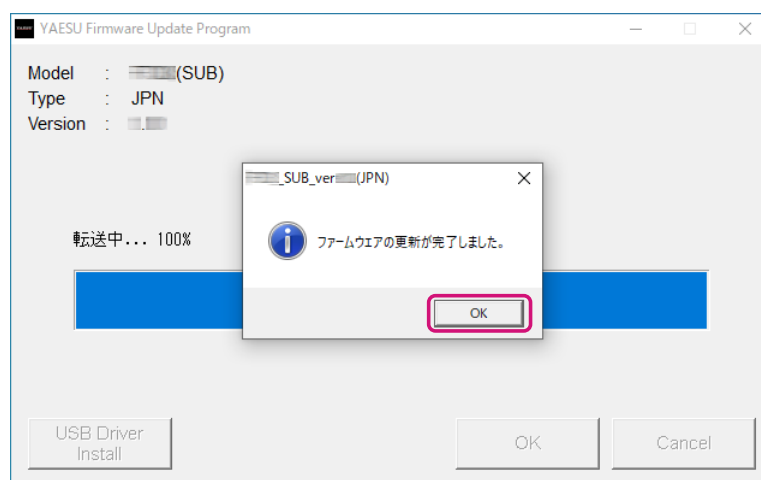 YAESU Firmware Update Program
Model : (SUB)
Type : JPN
Version :
_SUB_ver (JPN)
転送中... 100%
ファームウエアの更新が完了しました。
OK
USB Driver
Install
OK
Cancel